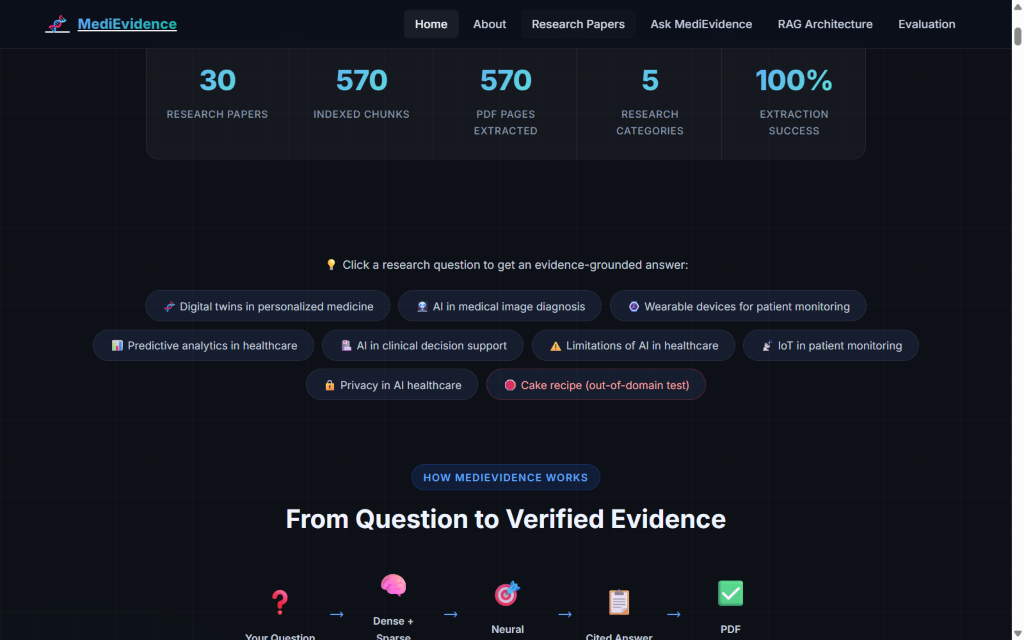 MediEvidence
Home About Research Papers Ask MediEvidence RAG Architecture Evaluation
30 570 570 5 100%
RESEARCH PAPERS INDEXED CHUNKS PDF PAGES RESEARCH EXTRACTION
EXTRACTED CATEGORIES SUCCESS
Click a research question to get an evidence-grounded answer:
Digital twins in personalized medicine AI in medical image diagnosis Wearable devices for patient monitoring
Predictive analytics in healthcare AI in clinical decision support Limitations of AI in healthcare IoT in patient monitoring
Privacy in AI healthcare Cake recipe (out-of-domain test)
HOW MEDIEVIDENCE WORKS
From Question to Verified Evidence
Dense +
Neural PDF
Your Question → Sparse → → Cited Answer →